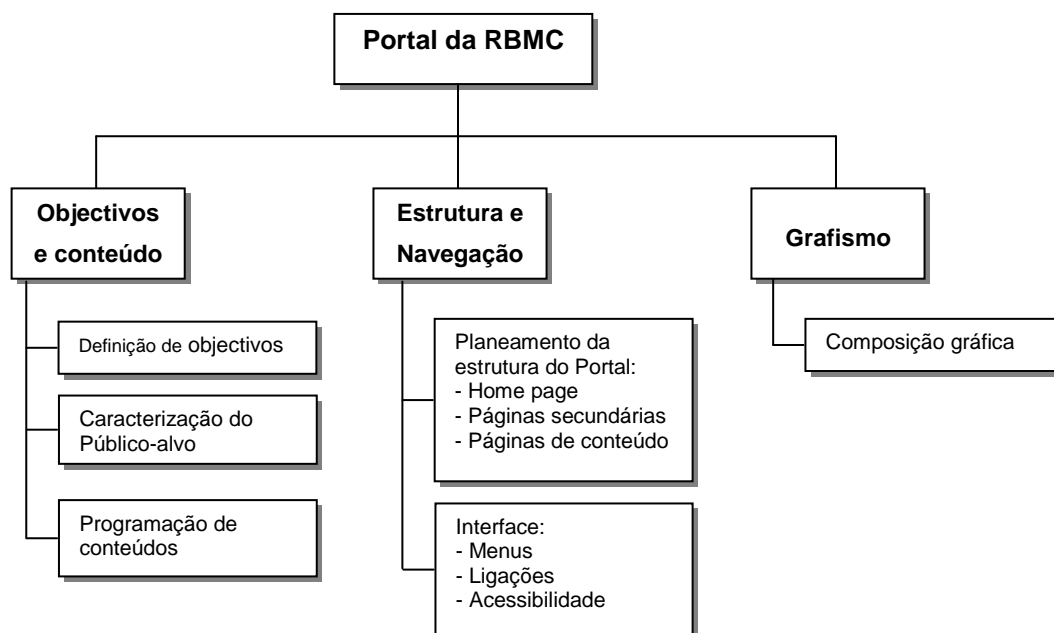 Portal da RBMC
Objectivos
e conteúdo
Estrutura e
Navegação
Grafismo
Definição de objectivos
Caracterização do
Público-alvo
Programação de
conteúdos
Planeamento da
estrutura do Portal:
- Home page
- Páginas secundárias
- Páginas de conteúdo
Interface:
- Menus
- Ligações
- Acessibilidade
Composição gráfica